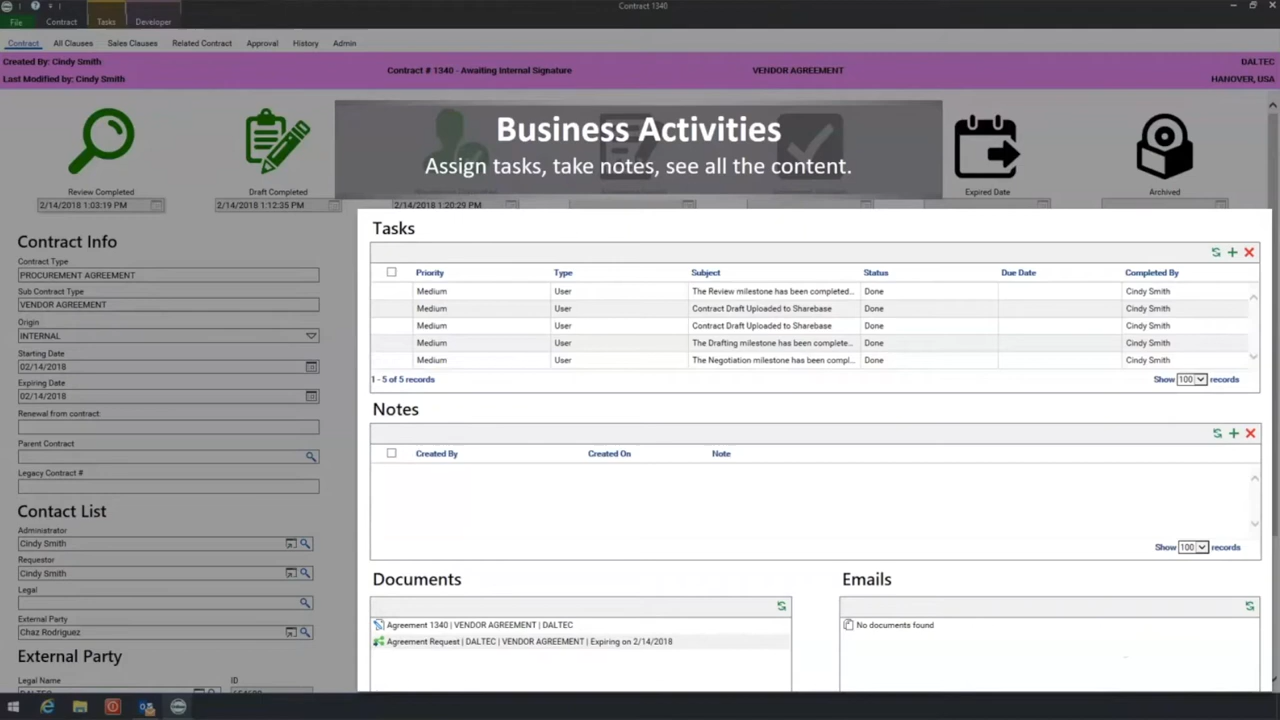 Contract 1340
File
Contract
Tasks
Developer
Contract
All Clauses
Sales Clauses
Related Contract
Approval
History
Admin
Created By: Cindy Smith
Last Modified by: Cindy Smith
Contract # 1340 - Awaiting Internal Signature
VENDOR AGREEMENT
DALTEC
HANOVER, USA
Business Activities
Assign tasks, take notes, see all the content.
Review Completed
2/14/2018 1:03:19 PM
Draft Completed
2/14/2018 1:12:35 PM
2/14/2018 1:20:29 PM
Expired Date
Archived
Contract Info
Contract Type
PROCUREMENT AGREEMENT
Sub Contract Type
VENDOR AGREEMENT
Origin
INTERNAL
Starting Date
02/14/2018
Expiring Date
02/14/2018
Renewal from contract
Parent Contract
Legacy Contract #
Contact List
Administrator
Cindy Smith
Requestor
Cindy Smith
Legal
External Party
Chaz Rodriguez
External Party
Legal Name
ID
Tasks
Priority Type Subject Status Due Date Completed By
Medium User The Review milestone has been completed... Done Cindy Smith
Medium User Contract Draft Uploaded to Sharebase Done Cindy Smith
Medium User Contract Draft Uploaded to Sharebase Done Cindy Smith
Medium User The Drafting milestone has been complete... Done Cindy Smith
Medium User The Negotiation milestone has been compl... Done Cindy Smith
1 - 5 of 5 records
Show 100 records
Notes
Created By Created On Note
Show 100 records
Documents
Agreement 1340 | VENDOR AGREEMENT | DALTEC
Agreement Request | DALTEC | VENDOR AGREEMENT | Expiring on 2/14/2018
Emails
No documents found